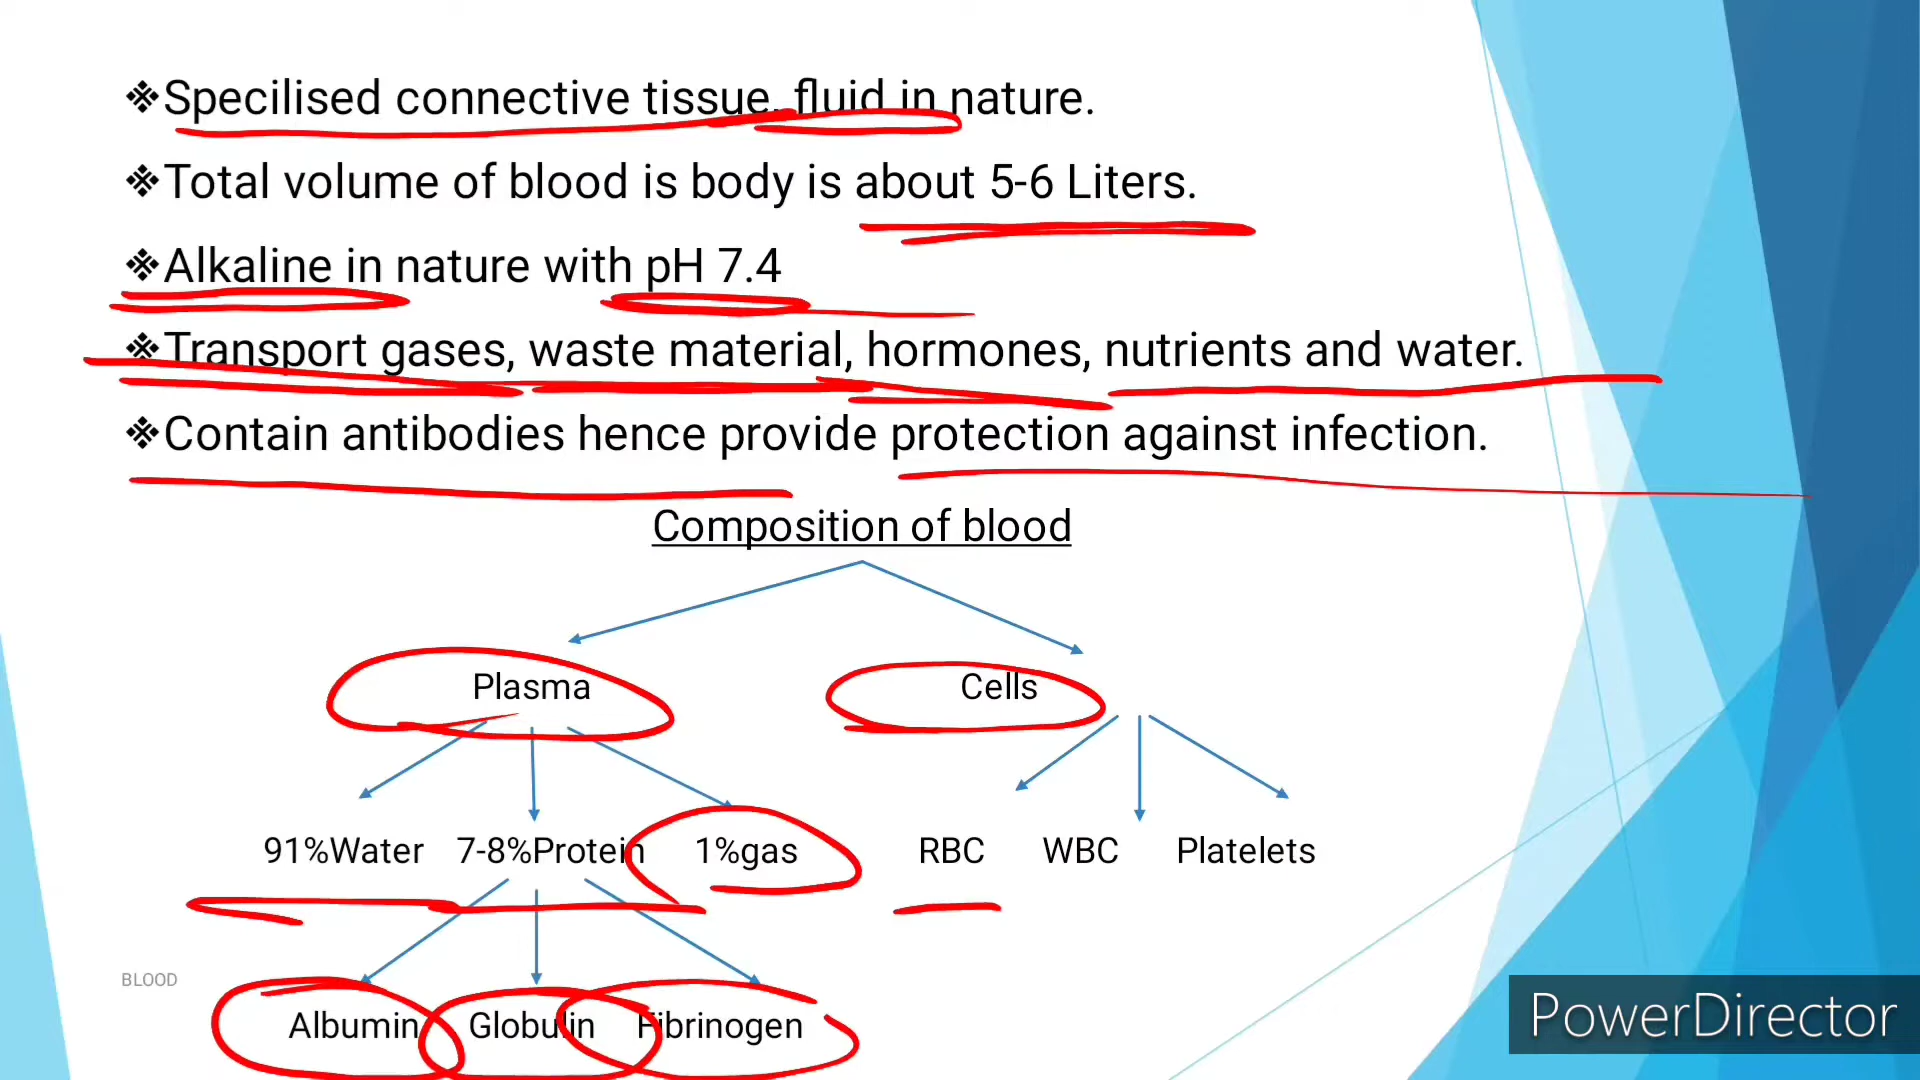 ❖Specilised connective tissue, fluid in nature.
❖Total volume of blood is body is about 5-6 Liters.
❖Alkaline in nature with pH 7.4
❖Transport gases, waste material, hormones, nutrients and water.
❖Contain antibodies hence provide protection against infection.
Composition of blood
Plasma Cells
91%Water 7-8%Protein 1%gas RBC WBC Platelets
BLOOD
Albumin Globulin Fibrinogen
PowerDirector